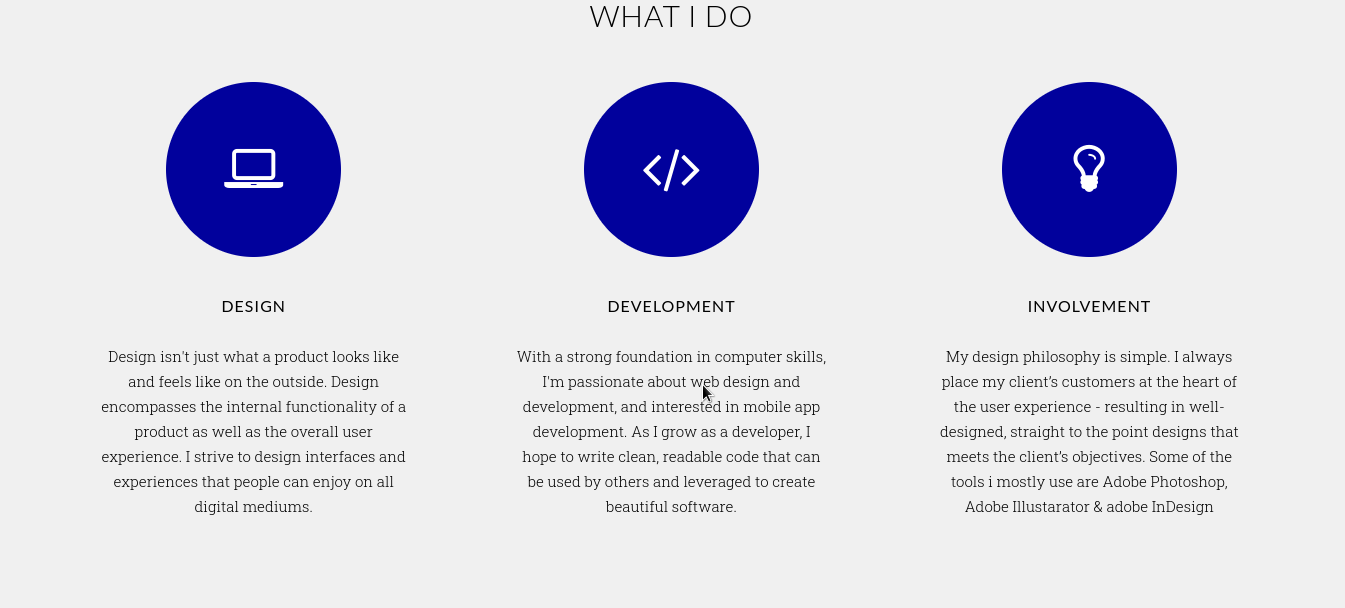 WHAT I DO
DESIGN
Design isn't just what a product looks like
and feels like on the outside. Design
encompasses the internal functionality of a
product as well as the overall user
experience. I strive to design interfaces and
experiences that people can enjoy on all
digital mediums.
DEVELOPMENT
With a strong foundation in computer skills,
I'm passionate about web design and
development, and interested in mobile app
development. As I grow as a developer, I
hope to write clean, readable code that can
be used by others and leveraged to create
beautiful software.
INVOLVEMENT
My design philosophy is simple. I always
place my client’s customers at the heart of
the user experience - resulting in well-
designed, straight to the point designs that
meets the client’s objectives. Some of the
tools i mostly use are Adobe Photoshop,
Adobe Illustarator & adobe InDesign